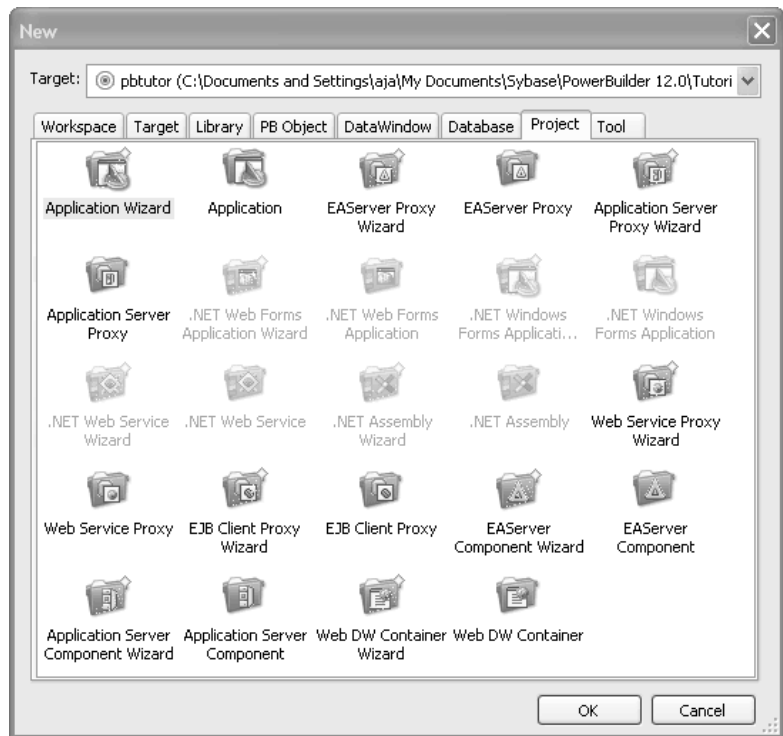 New
Target: pbtutor (C:\Documents and Settings\aja\My Documents\Sybase\PowerBuilder 12.0\Tutori
Workspace Target Library PB Object DataWindow Database Project Tool
Application Wizard
Application
EAServer Proxy
Wizard
EAServer Proxy
Application Server
Proxy Wizard
Application Server
Proxy
.NET Web Forms
Application Wizard
.NET Web Forms
Application
.NET Windows
Forms Applicati...
.NET Windows
Forms Application
.NET Web Service
Wizard
.NET Web Service
.NET Assembly
Wizard
.NET Assembly
Web Service Proxy
Wizard
Web Service Proxy
EJB Client Proxy
Wizard
EJB Client Proxy
EAServer
Component Wizard
EAServer
Component
Application Server
Component Wizard
Application Server
Component
Web DW Container
Wizard
Web DW Container
OK
Cancel